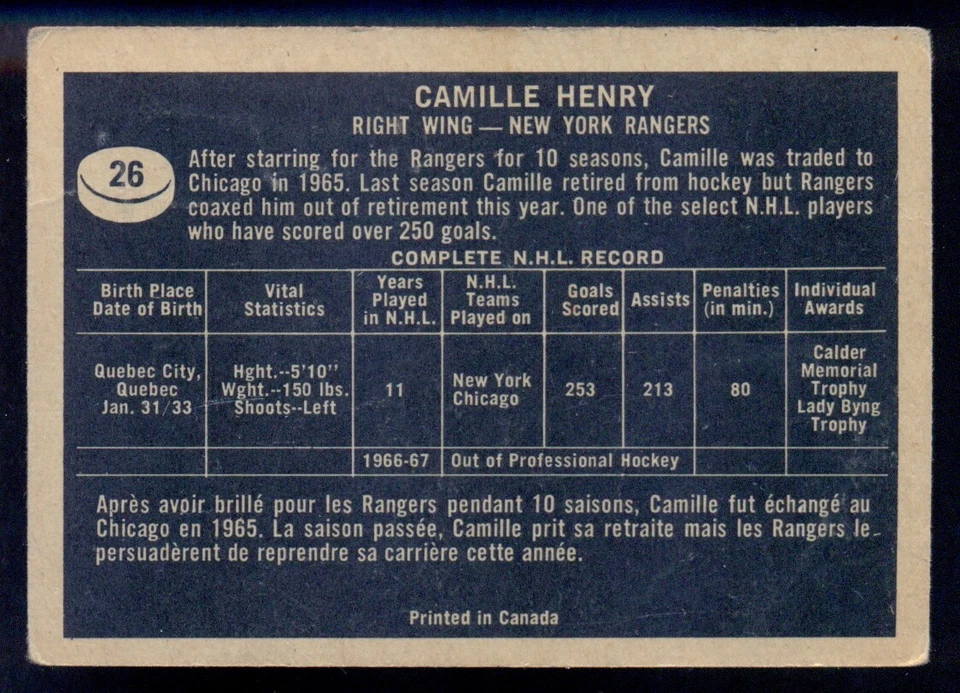 CAMILLE HENRY
RIGHT WING — NEW YORK RANGERS
26
After starring for the Rangers for 10 seasons, Camille was traded to
Chicago in 1965. Last season Camille retired from hockey but Rangers
coaxed him out of retirement this year. One of the select N.H.L. players
who have scored over 250 goals.
COMPLETE N.H.L. RECORD
Birth Place
Date of Birth
Vital
Statistics
Years
Played
in N.H.L.
N.H.L.
Teams
Played on
Goals
Scored
Assists
Penalties
(in min.)
Individual
Awards
Quebec City,
Quebec
Jan. 31/33
Hght.--5'10"
Wght.--150 lbs.
Shoots--Left
11
New York
Chicago
253
213
80
Calder
Memorial
Trophy
Lady Byng
Trophy
1966-67
Out of Professional Hockey
Après avoir brillé pour les Rangers pendant 10 saisons, Camille fut échangé au
Chicago en 1965. La saison passée, Camille prit sa retraite mais les Rangers le
persuadèrent de reprendre sa carrière cette année.
Printed in Canada